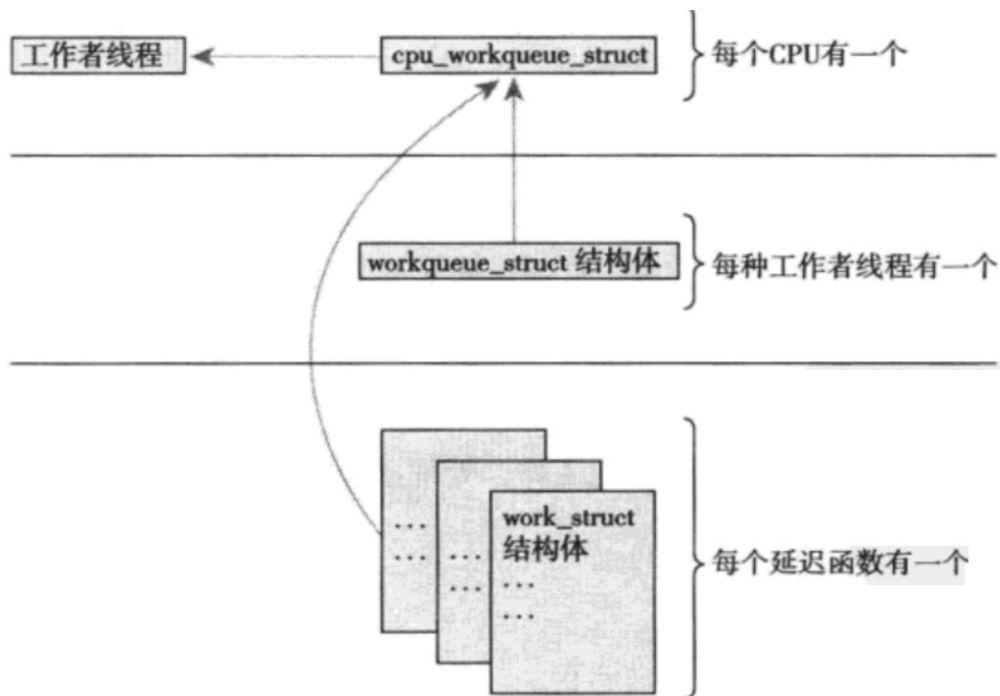 工作者线程
cpu_workqueue_struct
每个CPU有一个
workqueue_struct 结构体
每种工作者线程有一个
...
...
...
...
work_struct
结构体
...
...
每个延迟函数有一个